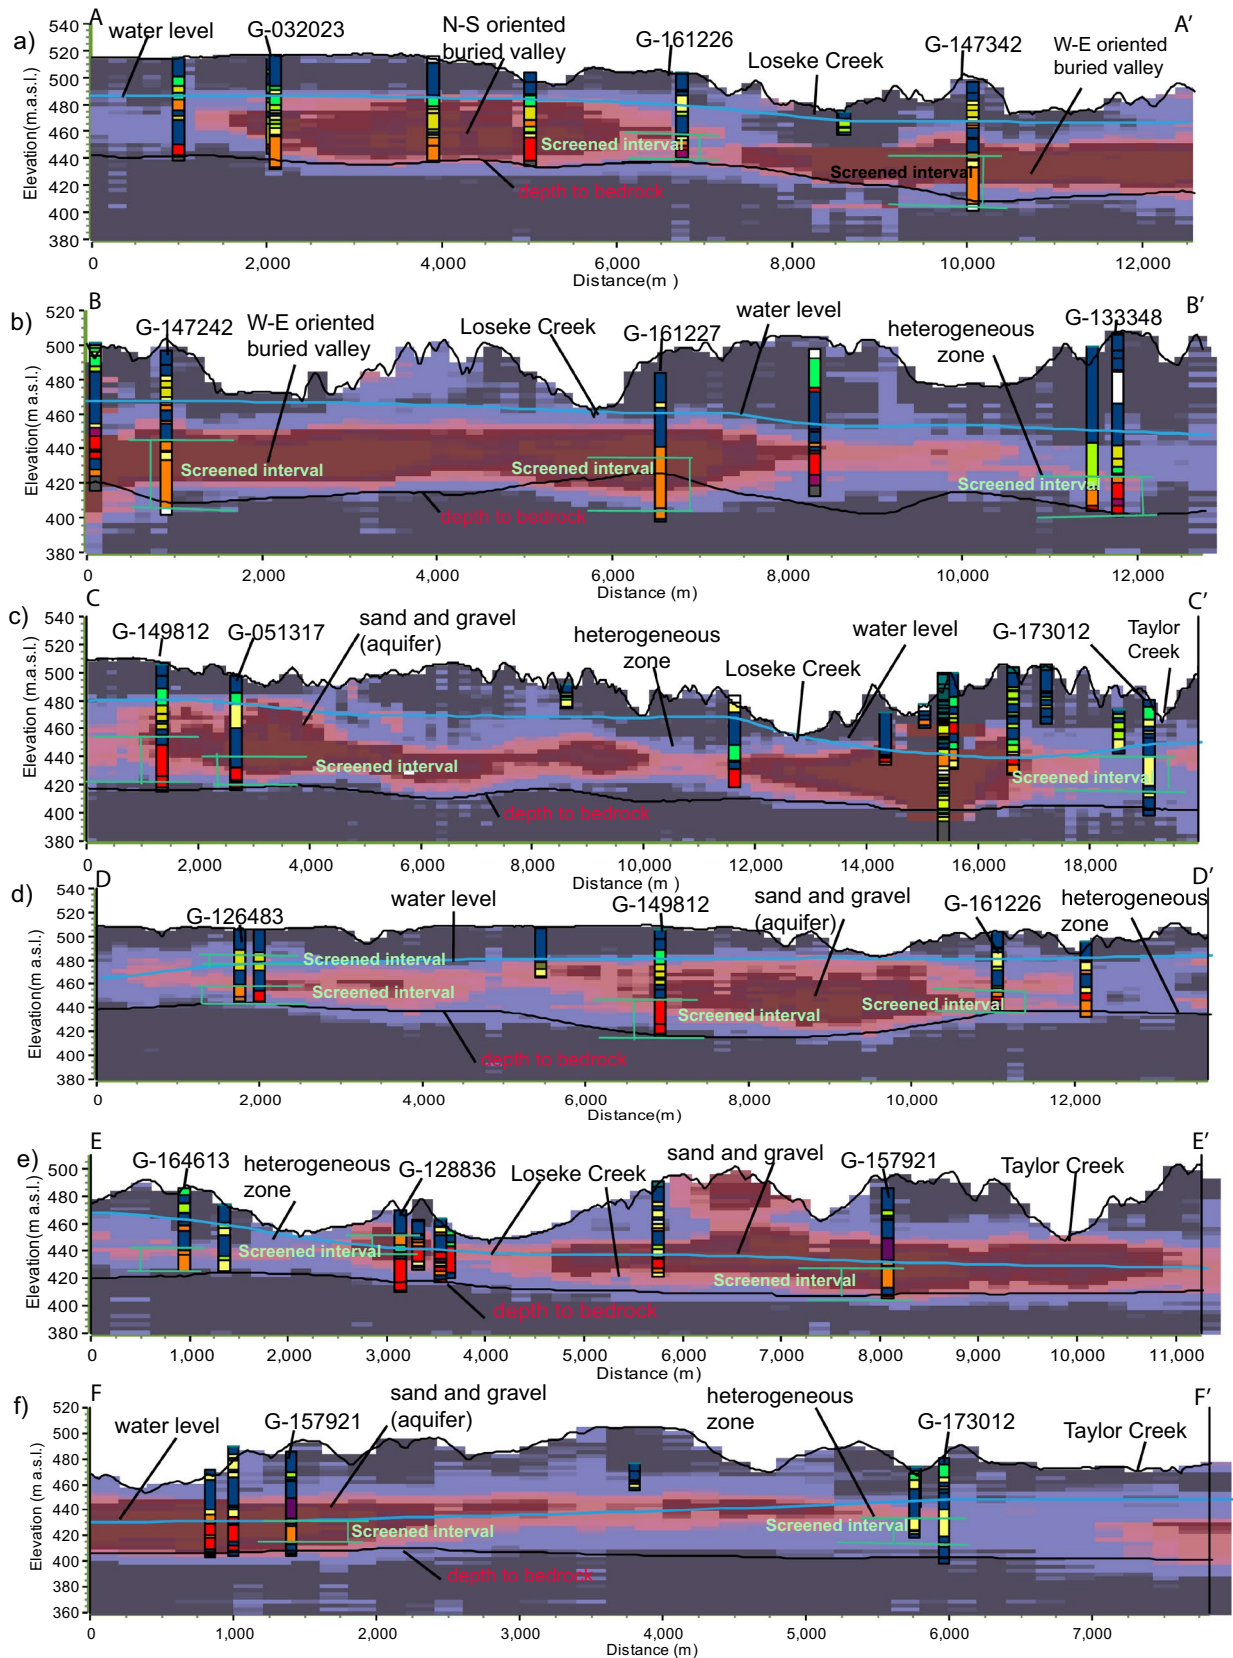 a)
A
A′
water level
G-032023
N-S oriented
buried valley
G-161226
Loseke Creek
G-147342
W-E oriented
buried valley
Screened interval
Screened interval
depth to bedrock
Elevation(m.a.s.l.)
540
520
500
480
460
440
420
400
380
0 2,000 4,000 6,000 8,000 10,000 12,000
Distance(m)
b)
B
B′
G-147242
W-E oriented
buried valley
Loseke Creek
G-161227
water level
heterogeneous
zone
G-133348
Screened interval
Screened interval
Screened interval
depth to bedrock
Elevation(m a.s.l.)
520
500
480
460
440
420
400
380
0 2,000 4,000 6,000 8,000 10,000 12,000
Distance (m)
c)
C
C′
G-149812
G-051317
sand and gravel
(aquifer)
heterogeneous
zone
Loseke Creek
water level
G-173012
Taylor
Creek
Screened interval
Screened interval
depth to bedrock
Elevation (m.a.s.l.)
540
520
500
480
460
440
420
400
380
0 2,000 4,000 6,000 8,000 10,000 12,000 14,000 16,000 18,000
Distance (m )
d)
D
D′
G-126483
water level
G-149812
sand and gravel
(aquifer)
G-161226
heterogeneous
zone
Screened interval
Screened interval
Screened interval
Screened interval
depth to bedrock
Elevation(m a.s.l.)
540
520
500
480
460
440
420
400
380
0 2,000 4,000 6,000 8,000 10,000 12,000
Distance(m)
e)
E
E′
G-164613
heterogeneous
zone
G-128836
Loseke Creek
sand and gravel
G-157921
Taylor Creek
Screened interval
Screened interval
depth to bedrock
Elevation(m a.s.l.)
500
480
460
440
420
400
380
0 1,000 2,000 3,000 4,000 5,000 6,000 7,000 8,000 9,000 10,000 11,000
Distance (m)
f)
F
F′
water level
G-157921
sand and gravel
(aquifer)
heterogeneous
zone
G-173012
Taylor Creek
Screened interval
Screened interval
depth to bedrock
Elevation (m a.s.l.)
520
500
480
460
440
420
400
380
360
0 1,000 2,000 3,000 4,000 5,000 6,000 7,000
Distance (m)